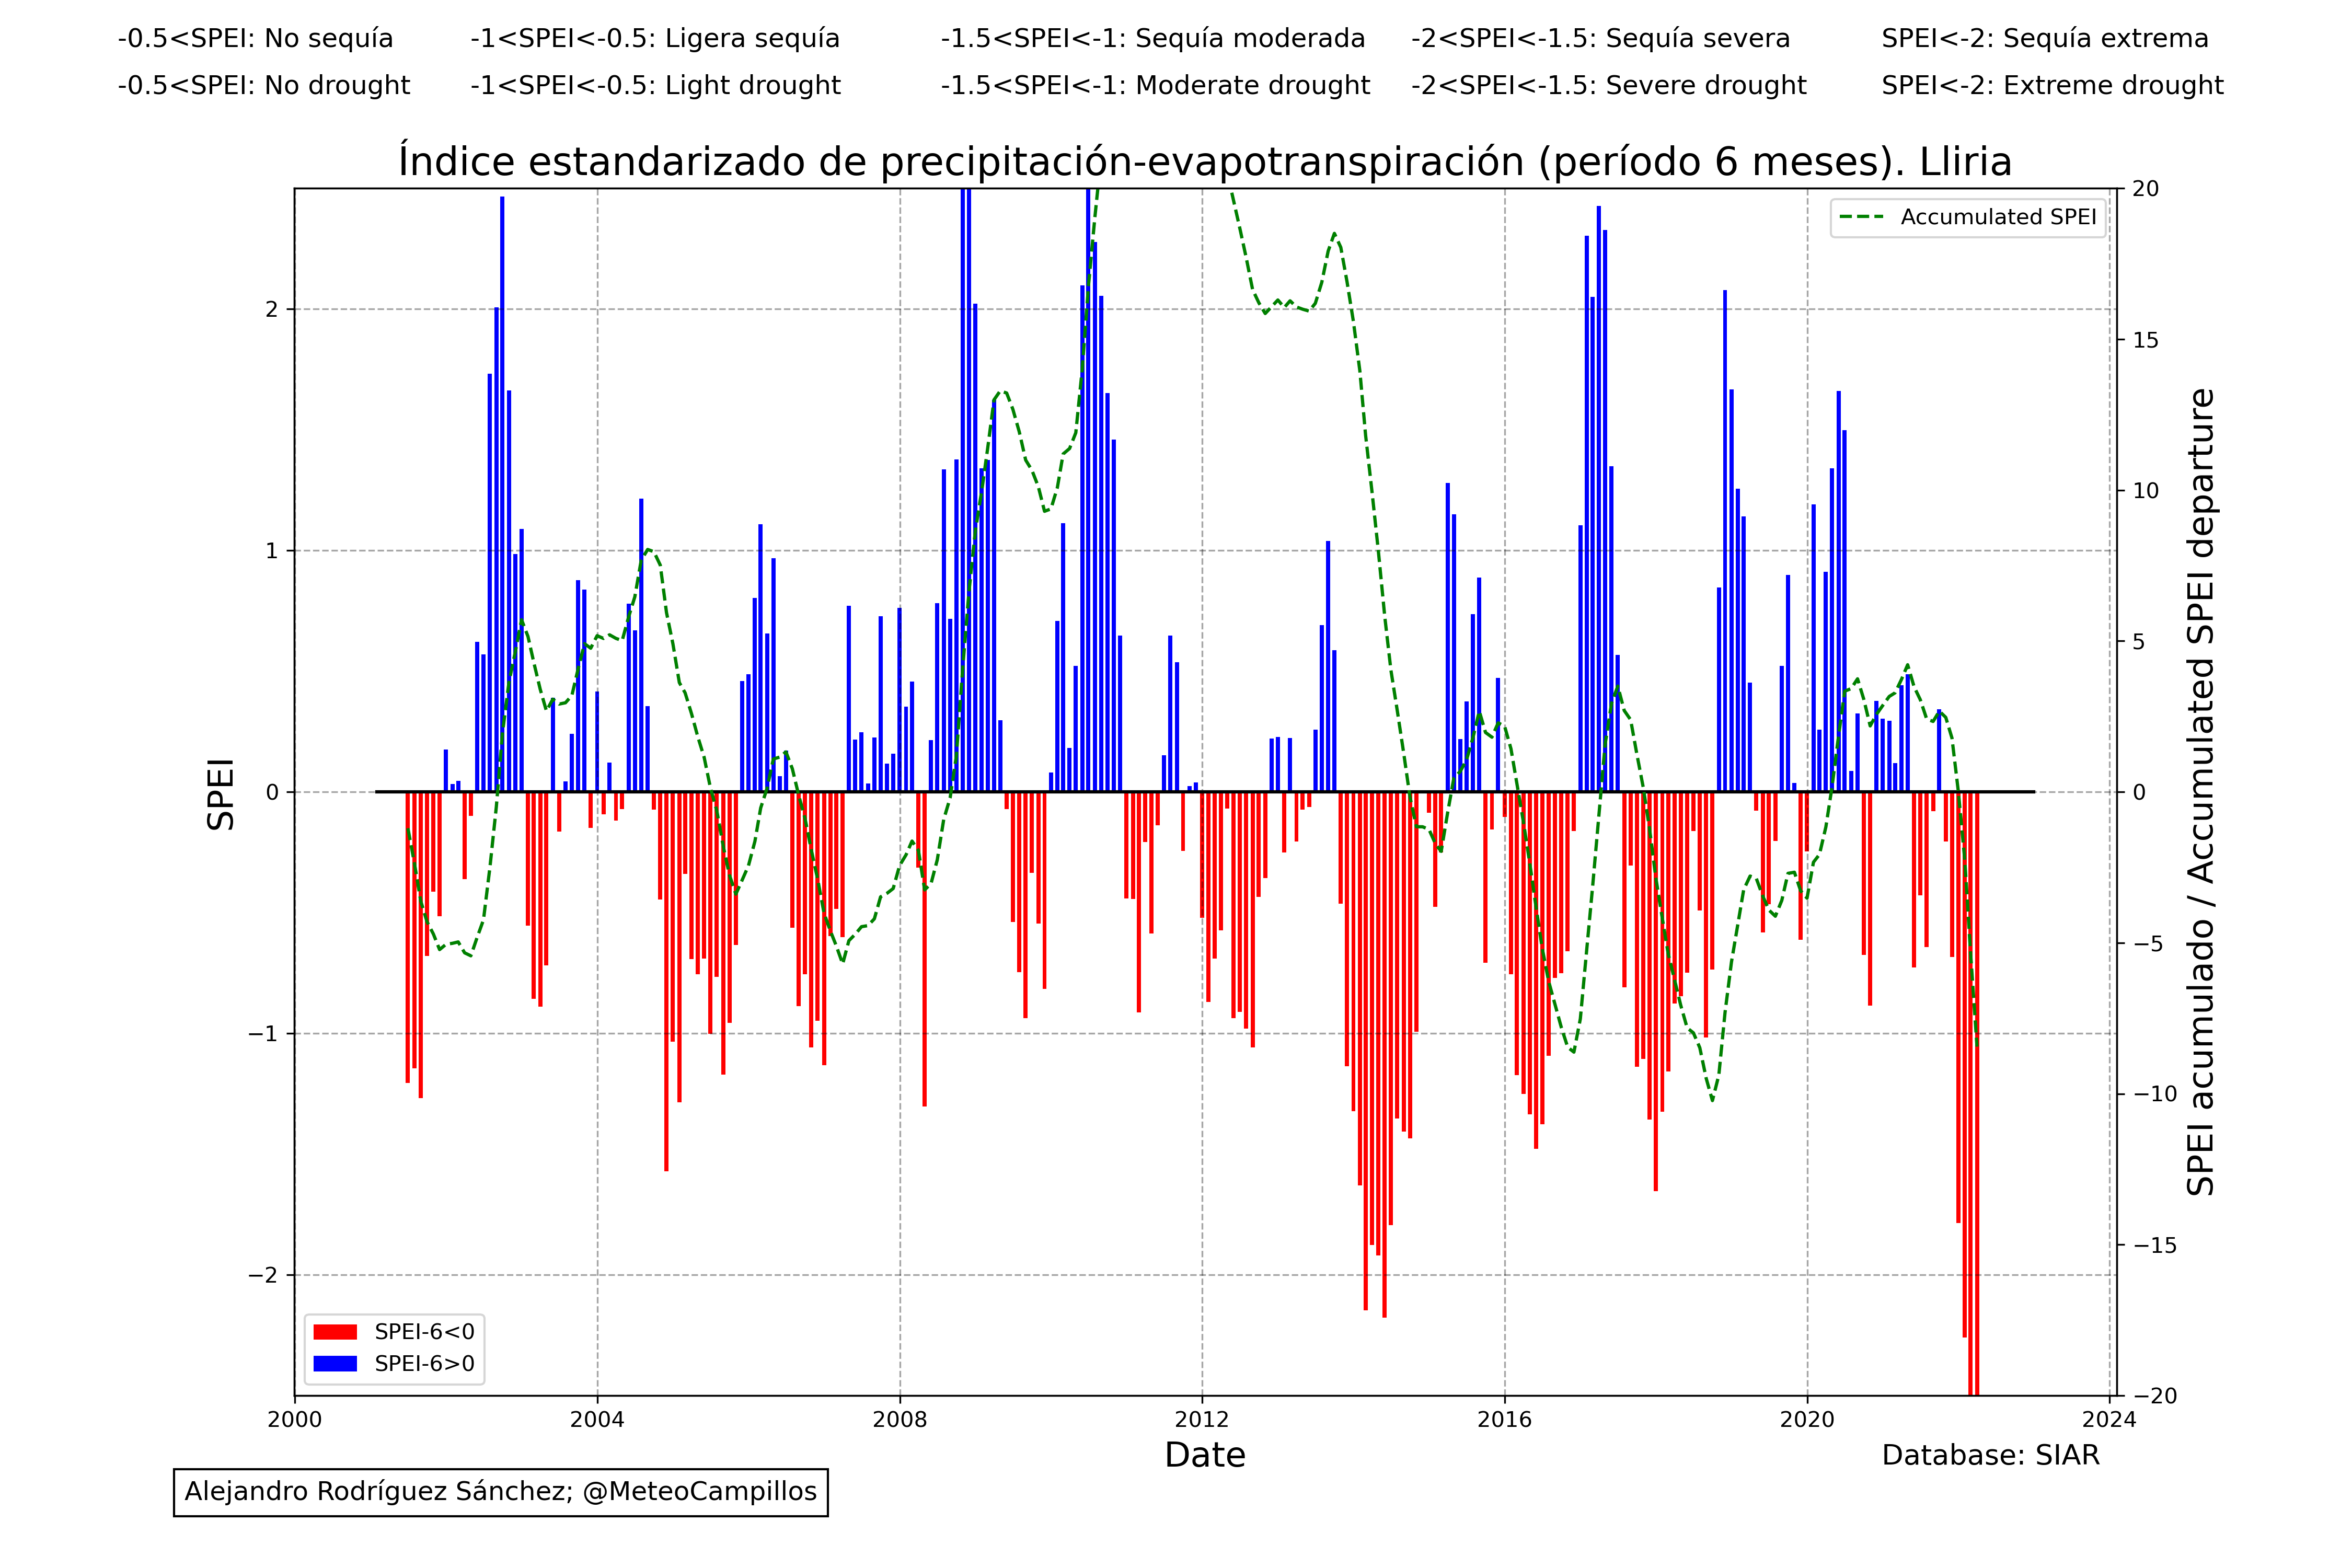 -0.5<SPEI: No sequía -1<SPEI<-0.5: Ligera sequía -1.5<SPEI<-1: Sequía moderada -2<SPEI<-1.5: Sequía severa SPEI<-2: Sequía extrema
-0.5<SPEI: No drought -1<SPEI<-0.5: Light drought -1.5<SPEI<-1: Moderate drought -2<SPEI<-1.5: Severe drought SPEI<-2: Extreme drought
Índice estandarizado de precipitación-evapotranspiración (período 6 meses). Lliria
Accumulated SPEI
SPEI
2
1
0
−1
−2
20
15
10
5
0
−5
−10
−15
−20
SPEI acumulado / Accumulated SPEI departure
SPEI-6<0
SPEI-6>0
2000 2004 2008 2012 2016 2020 2024
Date
Database: SIAR
Alejandro Rodríguez Sánchez; @MeteoCampillos